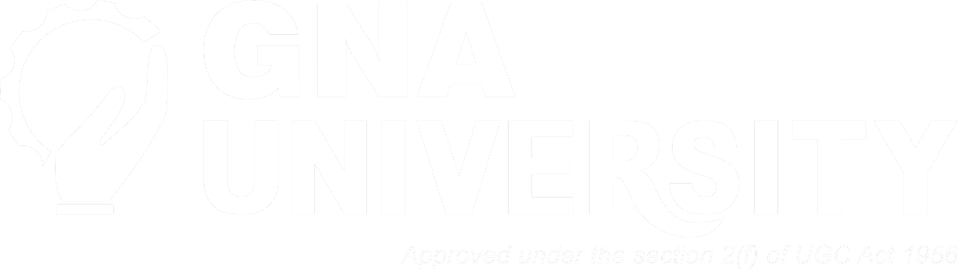 GNA
UNIVERSITY
Approved under the section 2(f) of UGC Act 1956